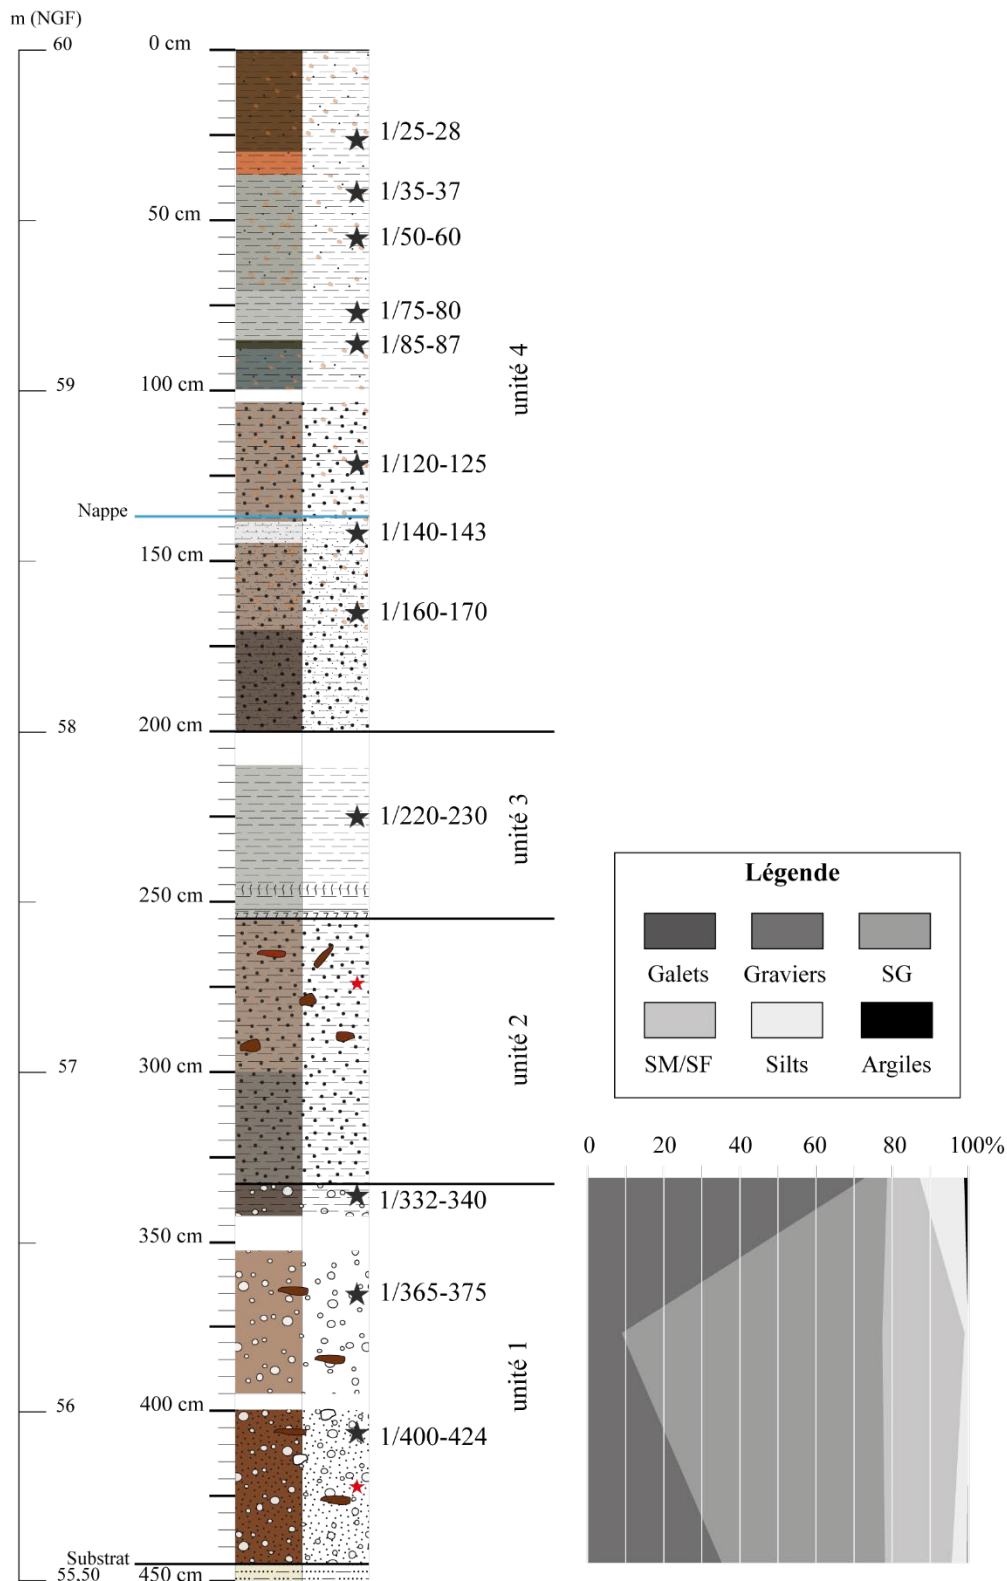 m (NGF)
60
0 cm
1/25-28
1/35-37
50 cm
1/50-60
1/75-80
1/85-87
59
100 cm
unité 4
1/120-125
Nappe
1/140-143
150 cm
1/160-170
58
200 cm
1/220-230
unité 3
250 cm
Légende
Galets Graviers SG
SM/SF Silts Argiles
57
300 cm
unité 2
0 20 40 60 80 100%
1/332-340
350 cm
1/365-375
unité 1
56
400 cm
1/400-424
Substrat
55,50
450 cm